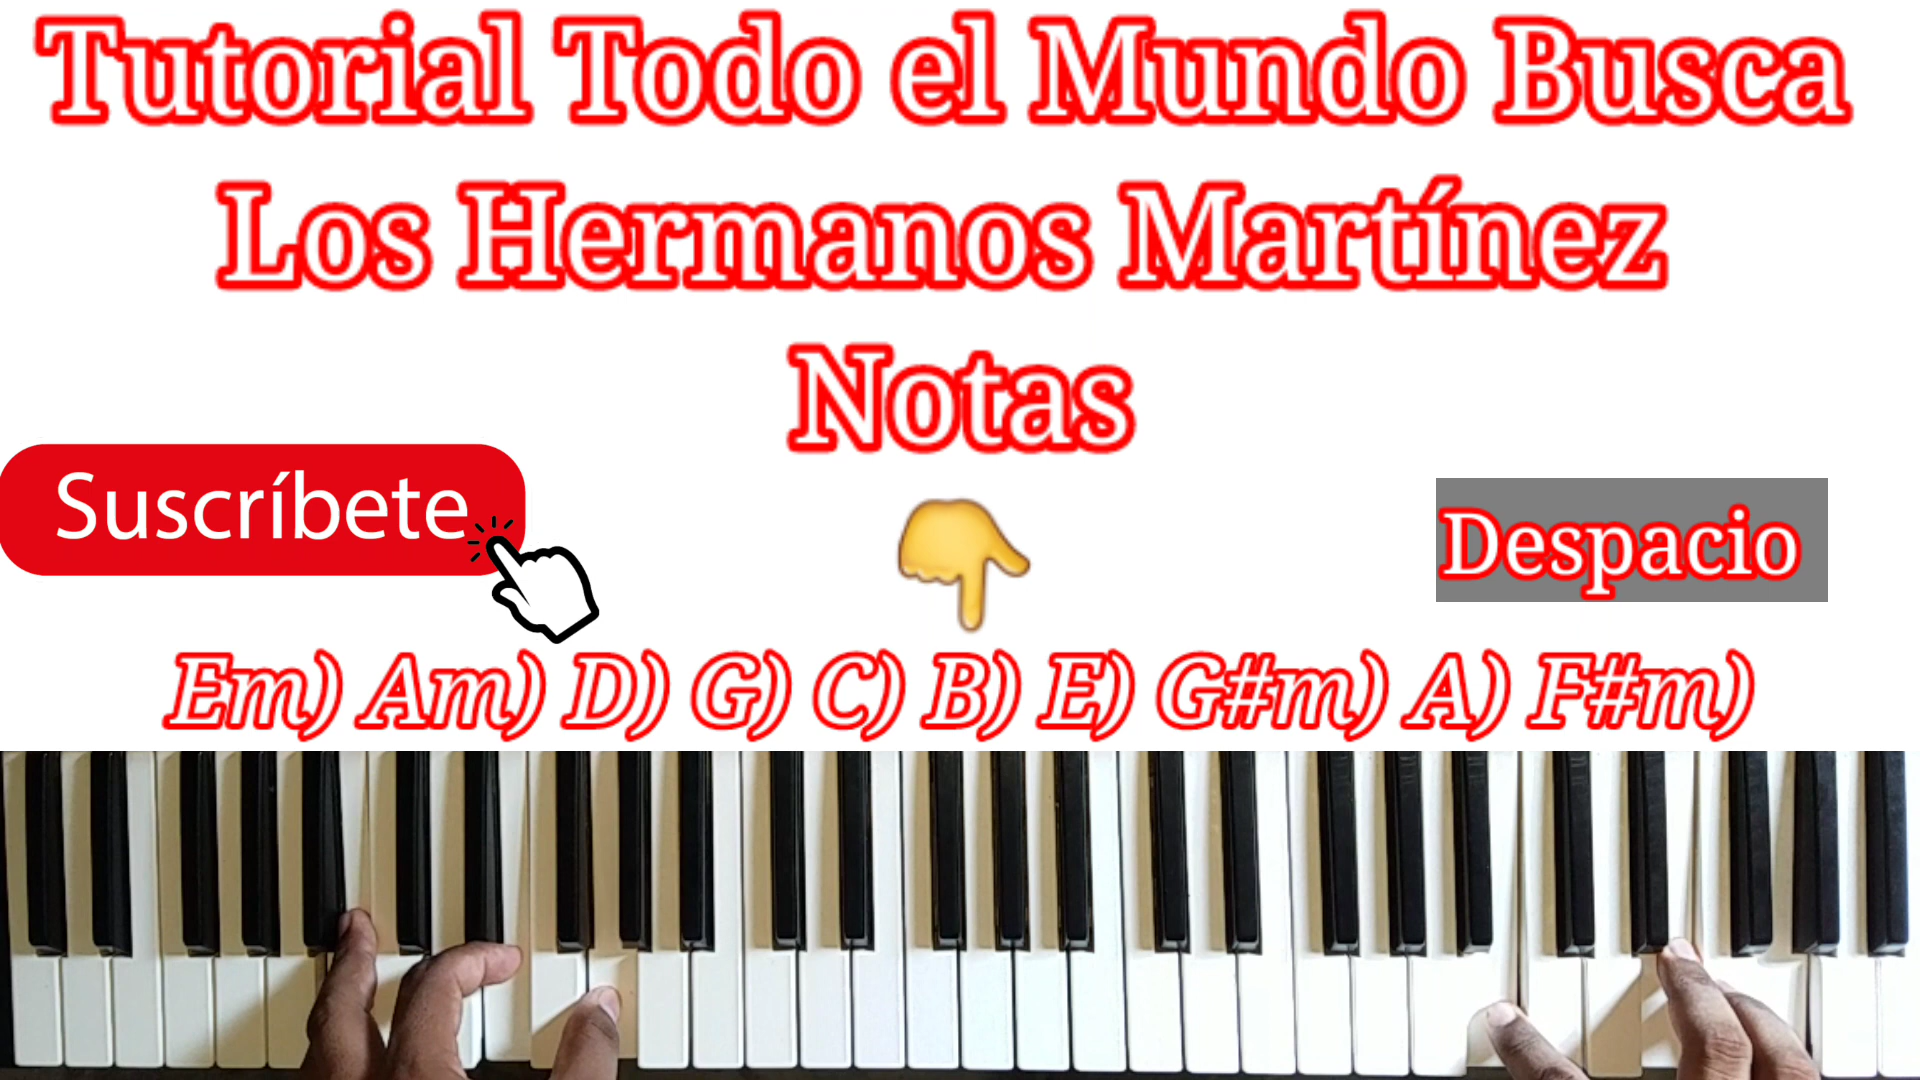 Tutorial Todo el Mundo Busca
Los Hermanos Martínez
Notas
Suscríbete
Despacio
Em) Am) D) G) C) B) E) G#m) A) F#m)